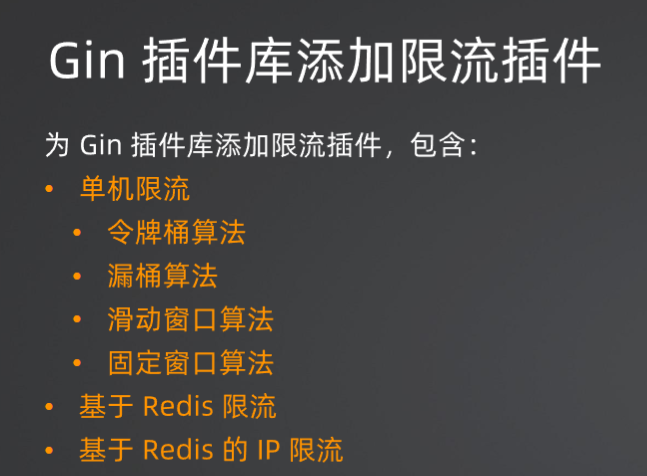 Gin 插件库添加限流插件
为 Gin 插件库添加限流插件，包含：
• 单机限流
• 令牌桶算法
• 漏桶算法
• 滑动窗口算法
• 固定窗口算法
• 基于 Redis 限流
• 基于 Redis 的 IP 限流